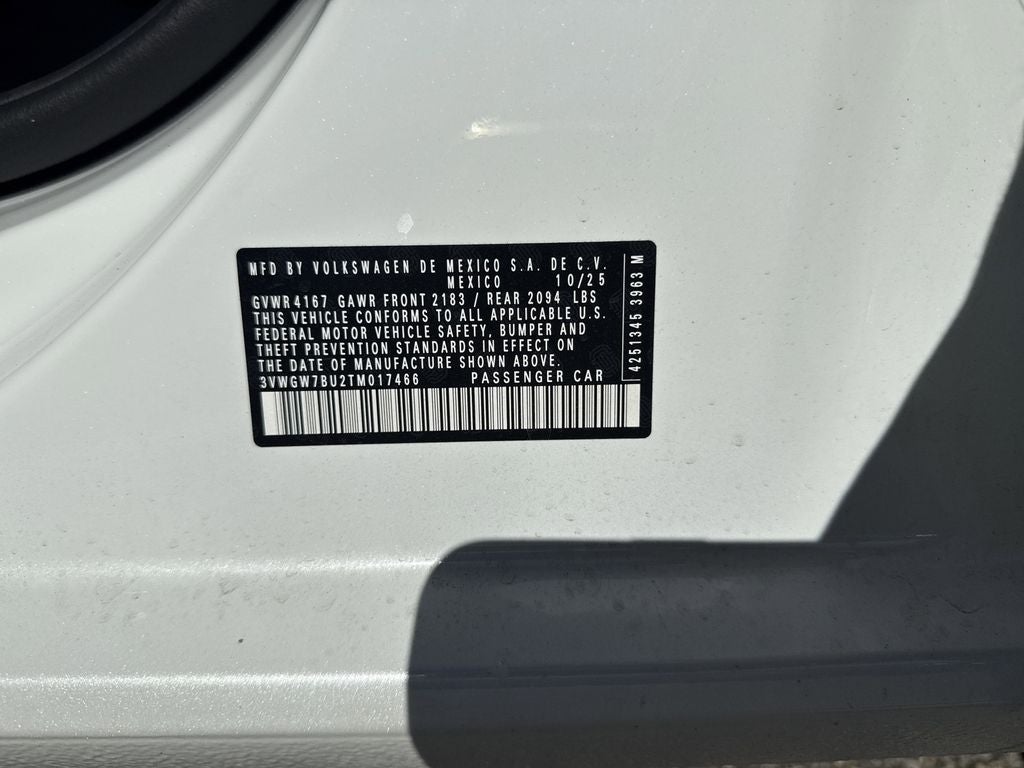 MFD BY VOLKSWAGEN DE MEXICO S.A. DE C.V.
MEXICO 10/25
GVWR 4167 GAWR FRONT 2183 / REAR 2094 LBS
THIS VEHICLE CONFORMS TO ALL APPLICABLE U.S.
FEDERAL MOTOR VEHICLE SAFETY, BUMPER AND
THEFT PREVENTION STANDARDS IN EFFECT ON
THE DATE OF MANUFACTURE SHOWN ABOVE.
3VWGW7BU2TM017466 PASSENGER CAR
4251345 3963 M